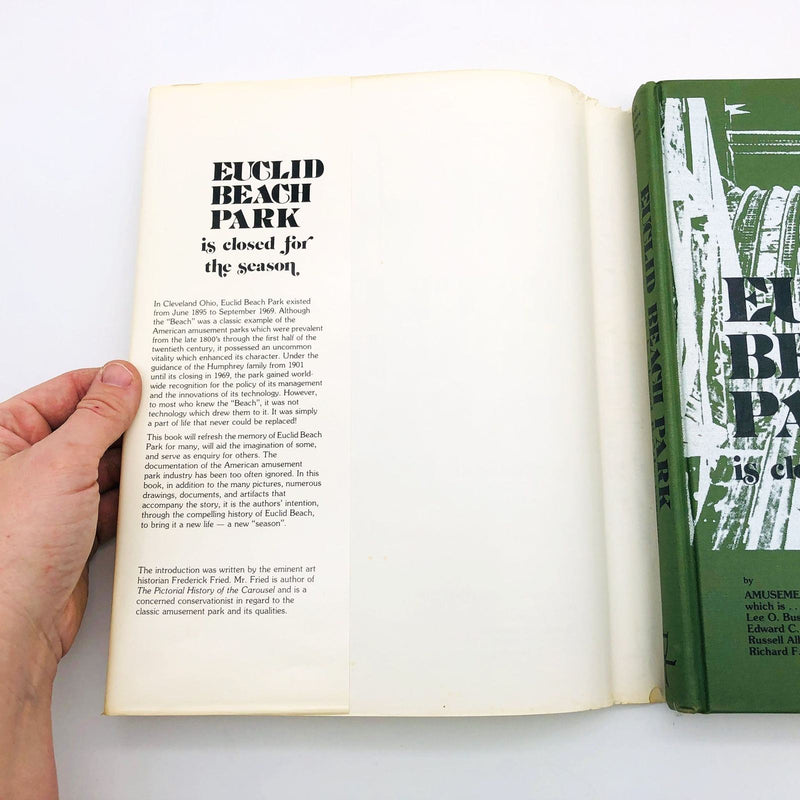 EUCLID
BEACH
PARK
is closed for
the season.
In Cleveland Ohio, Euclid Beach Park existed
from June 1895 to September 1969. Although
the "Beach" was a classic example of the
American amusement parks which were prevalent
from the late 1800's through the first half of the
twentieth century, it possessed an uncommon
vitality which enhanced its character. Under the
guidance of the Humphrey family from 1901
until its closing in 1969, the park gained world-
wide recognition for the policy of its management
and the innovations of its technology. However,
to most who knew the "Beach", it was not
technology which drew them to it. It was simply
a part of life that never could be replaced!
This book will refresh the memory of Euclid Beach
Park for many, will aid the imagination of some,
and serve as enquiry for others. The
documentation of the American amusement
park industry has been too often ignored. In this
book, in addition to the many pictures, numerous
drawings, documents, and artifacts that
accompany the story, it is the authors' intention,
through the compelling history of Euclid Beach,
to bring it a new life — a new "season".
The introduction was written by the eminent art
historian Frederick Fried. Mr. Fried is author of
The Pictorial History of the Carousel and is a
concerned conservationist in regard to the
classic amusement park and its qualities.
EUCLID BEACH PARK
EU
BE
PA
is clo
by
AMUSEME
which is . .
Lee O. Bus
Edward C.
Russell All
Richard F.